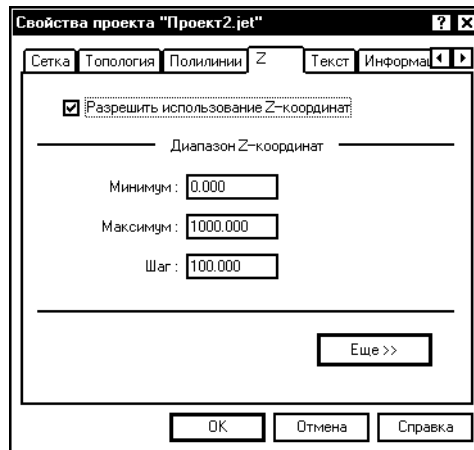 Свойства проекта "Проект2.jet"
Сетка Топология Полилинии Z Текст Информац
Разрешить использование Z-координат
Диапазон Z-координат
Минимум: 0.000
Максимум: 1000.000
Шаг: 100.000
Еще >>
OK Отмена Справка